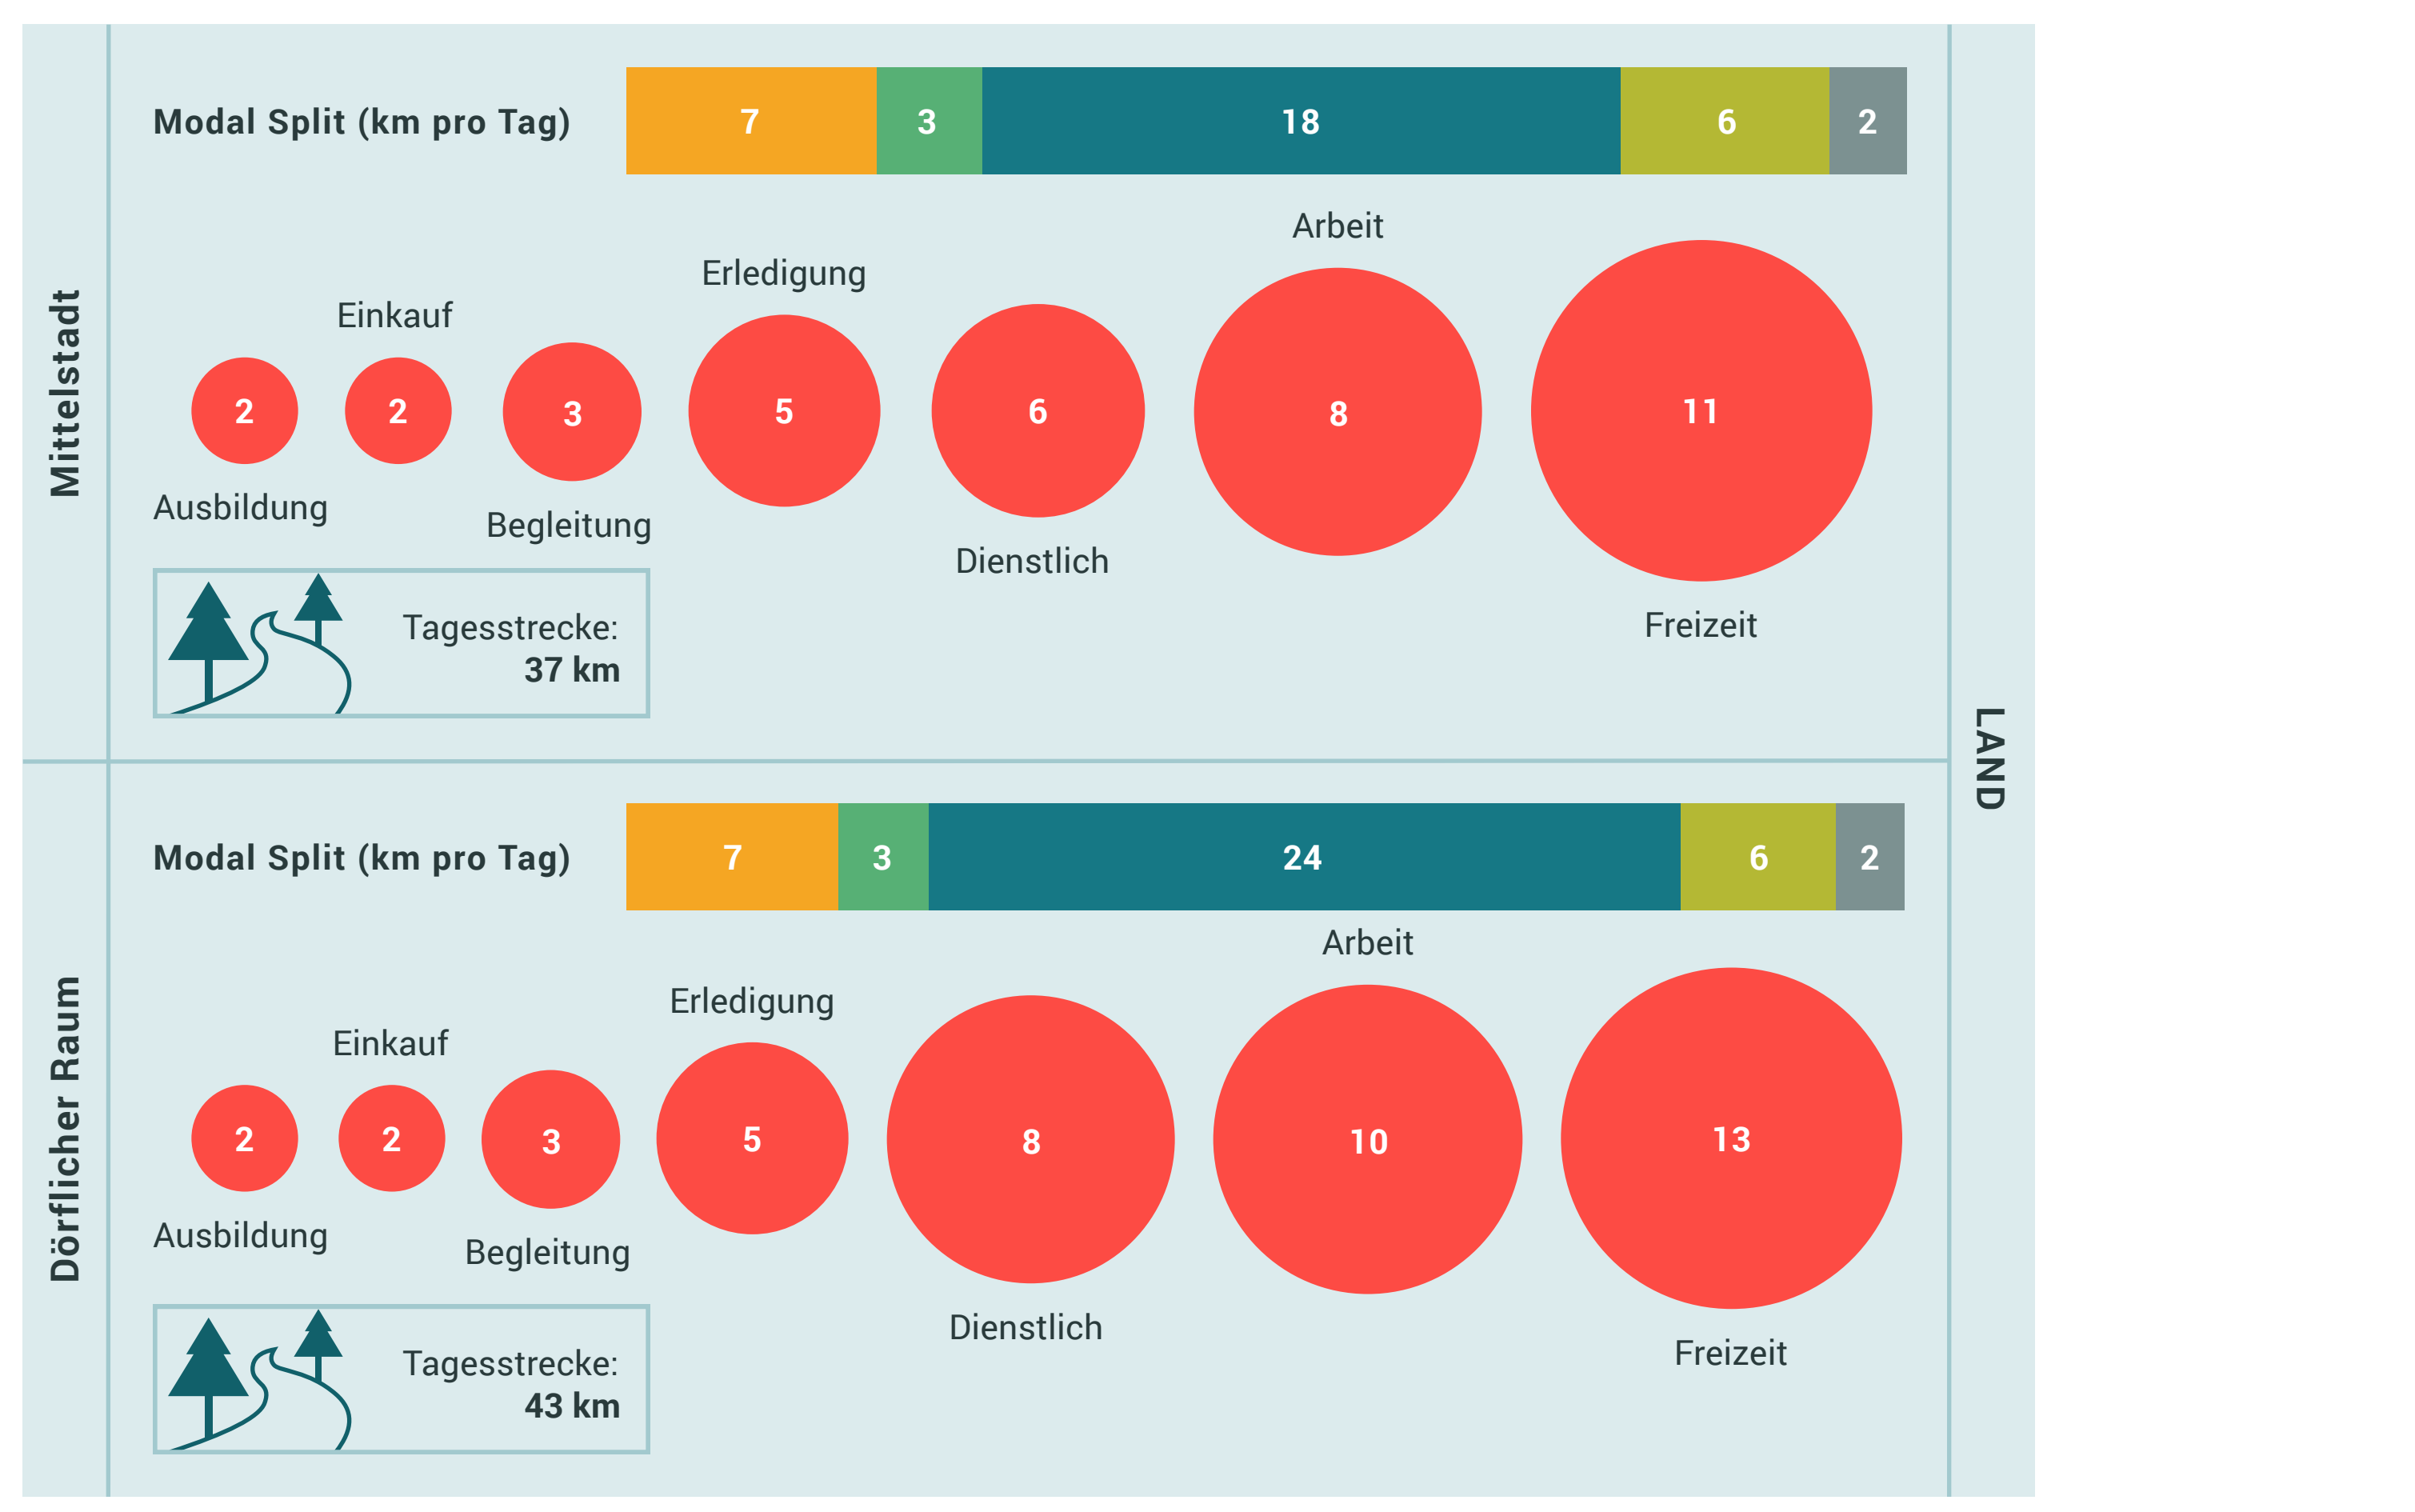 Mittelstadt
Modal Split (km pro Tag)
7 3 18 6 2
Arbeit
Erledigung
Einkauf
2 2 3 5 6 8 11
Ausbildung
Begleitung
Dienstlich
Freizeit
Tagesstrecke:
37 km
LAND
Dörflicher Raum
Modal Split (km pro Tag)
7 3 24 6 2
Arbeit
Erledigung
Einkauf
2 2 3 5 8 10 13
Ausbildung
Begleitung
Dienstlich
Freizeit
Tagesstrecke:
43 km